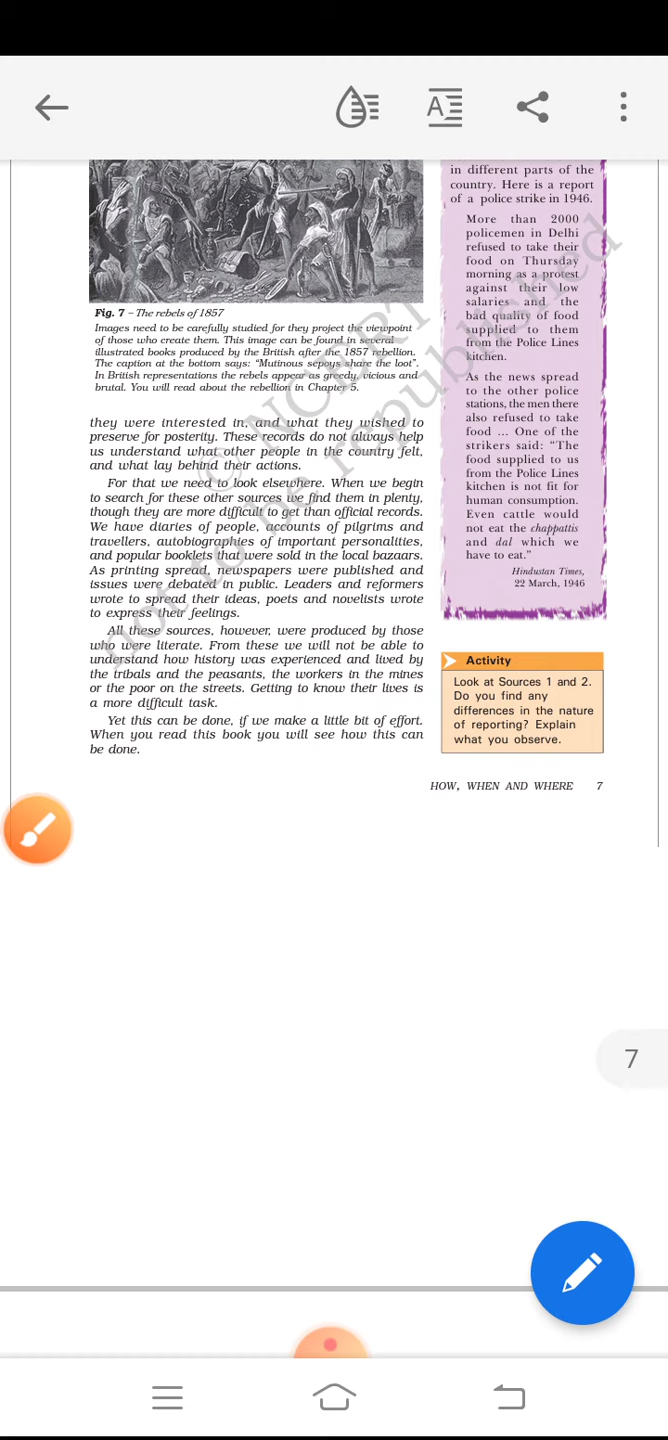 in different parts of the
country. Here is a report
of a police strike in 1946.
More than 2000
policemen in Delhi
refused to take their
food on Thursday
morning as a protest
against their low
salaries and the
bad quality of food
supplied to them
from the Police Lines
kitchen.
As the news spread
to the other police
stations, the men there
also refused to take
food ... One of the
strikers said: “The
food supplied to us
from the Police Lines
kitchen is not fit for
human consumption.
Even cattle would
not eat the chappattis
and dal which we
have to eat.”
Hindustan Times,
22 March, 1946
Fig. 7 – The rebels of 1857
Images need to be carefully studied for they project the viewpoint
of those who create them. This image can be found in several
illustrated books produced by the British after the 1857 rebellion.
The caption at the bottom says: “Mutinous sepoys share the loot”.
In British representations the rebels appear as greedy, vicious and
brutal. You will read about the rebellion in Chapter 5.
they were interested in, and what they wished to
preserve for posterity. These records do not always help
us understand what other people in the country felt,
and what lay behind their actions.
For that we need to look elsewhere. When we begin
to search for these other sources we find them in plenty,
though they are more difficult to get than official records.
We have diaries of people, accounts of pilgrims and
travellers, autobiographies of important personalities,
and popular booklets that were sold in the local bazaars.
As printing spread, newspapers were published and
issues were debated in public. Leaders and reformers
wrote to spread their ideas, poets and novelists wrote
to express their feelings.
All these sources, however, were produced by those
who were literate. From these we will not be able to
understand how history was experienced and lived by
the tribals and the peasants, the workers in the mines
or the poor on the streets. Getting to know their lives is
a more difficult task.
Yet this can be done, if we make a little bit of effort.
When you read this book you will see how this can
be done.
Activity
Look at Sources 1 and 2.
Do you find any
differences in the nature
of reporting? Explain
what you observe.
HOW, WHEN AND WHERE 7
© NCERT
not to be republished
7